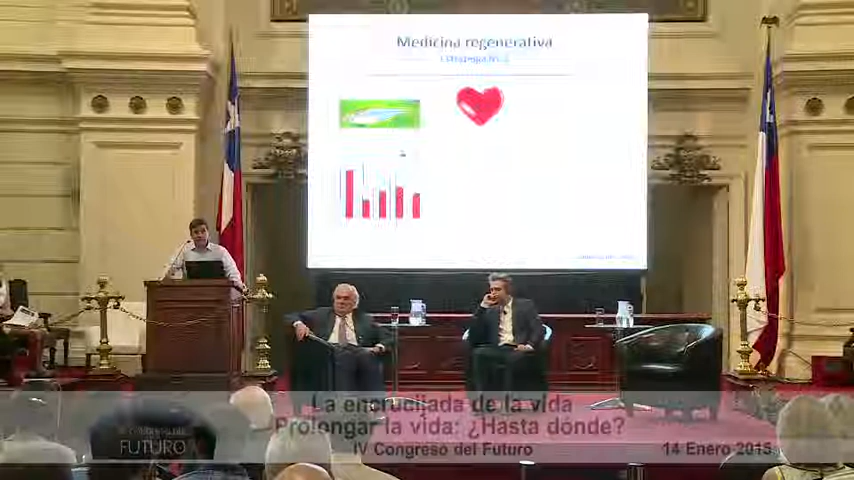 Medicina regenerativa
La encrucijada de la vida
Prolongar la vida: ¿Hasta dónde?
FUTURO
IV Congreso del Futuro
14 Enero 2015